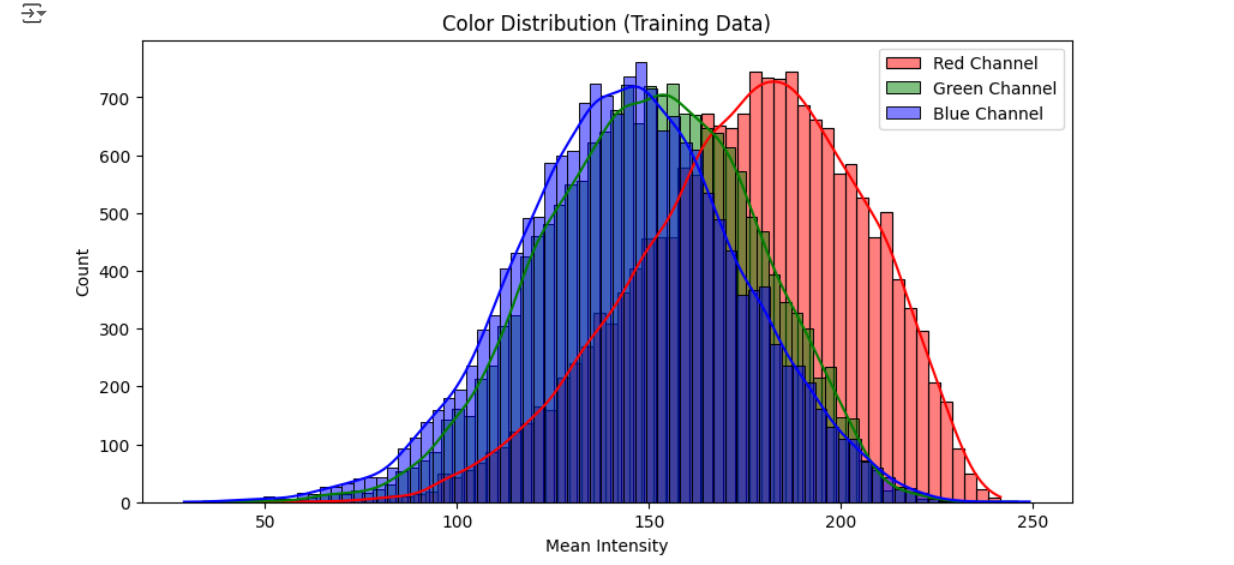 Color Distribution (Training Data)
Red Channel
Green Channel
Blue Channel
700
600
500
400
300
200
100
0
Count
50 100 150 200 250
Mean Intensity